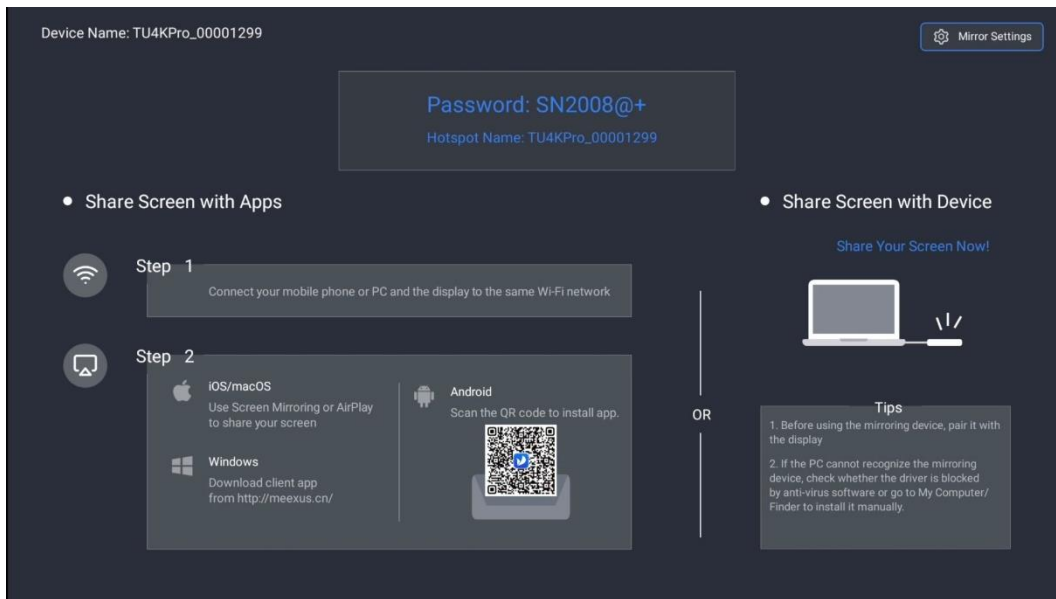 Device Name: TU4KPro_00001299
Mirror Settings
Password: SN2008@+
Hotspot Name: TU4KPro_00001299
Share Screen with Apps
Step 1
Connect your mobile phone or PC and the display to the same Wi-Fi network
Step 2
iOS/macOS
Use Screen Mirroring or AirPlay
to share your screen
Windows
Download client app
from http://meexus.cn/
Android
Scan the QR code to install app.
OR
Share Screen with Device
Share Your Screen Now!
Tips
1. Before using the mirroring device, pair it with
the display
2. If the PC cannot recognize the mirroring
device, check whether the driver is blocked
by anti-virus software or go to My Computer/
Finder to install it manually.